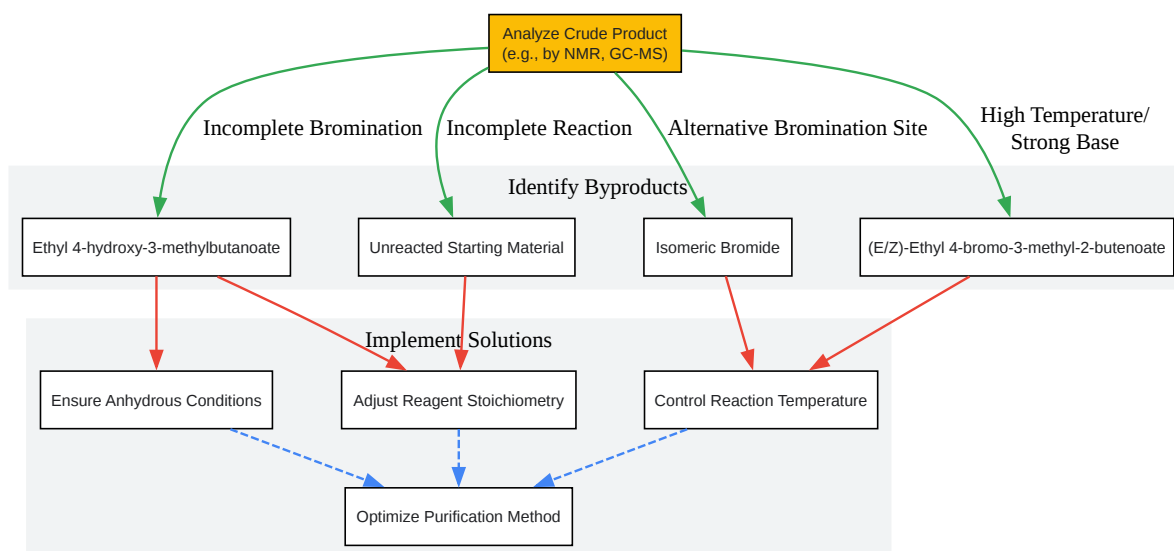 Analyze Crude Product
(e.g., by NMR, GC-MS)
Incomplete Bromination
Incomplete Reaction
Alternative Bromination Site
High Temperature/
Strong Base
Identify Byproducts
Ethyl 4-hydroxy-3-methylbutanoate
Unreacted Starting Material
Isomeric Bromide
(E/Z)-Ethyl 4-bromo-3-methyl-2-butenoate
Implement Solutions
Ensure Anhydrous Conditions
Adjust Reagent Stoichiometry
Control Reaction Temperature
Optimize Purification Method